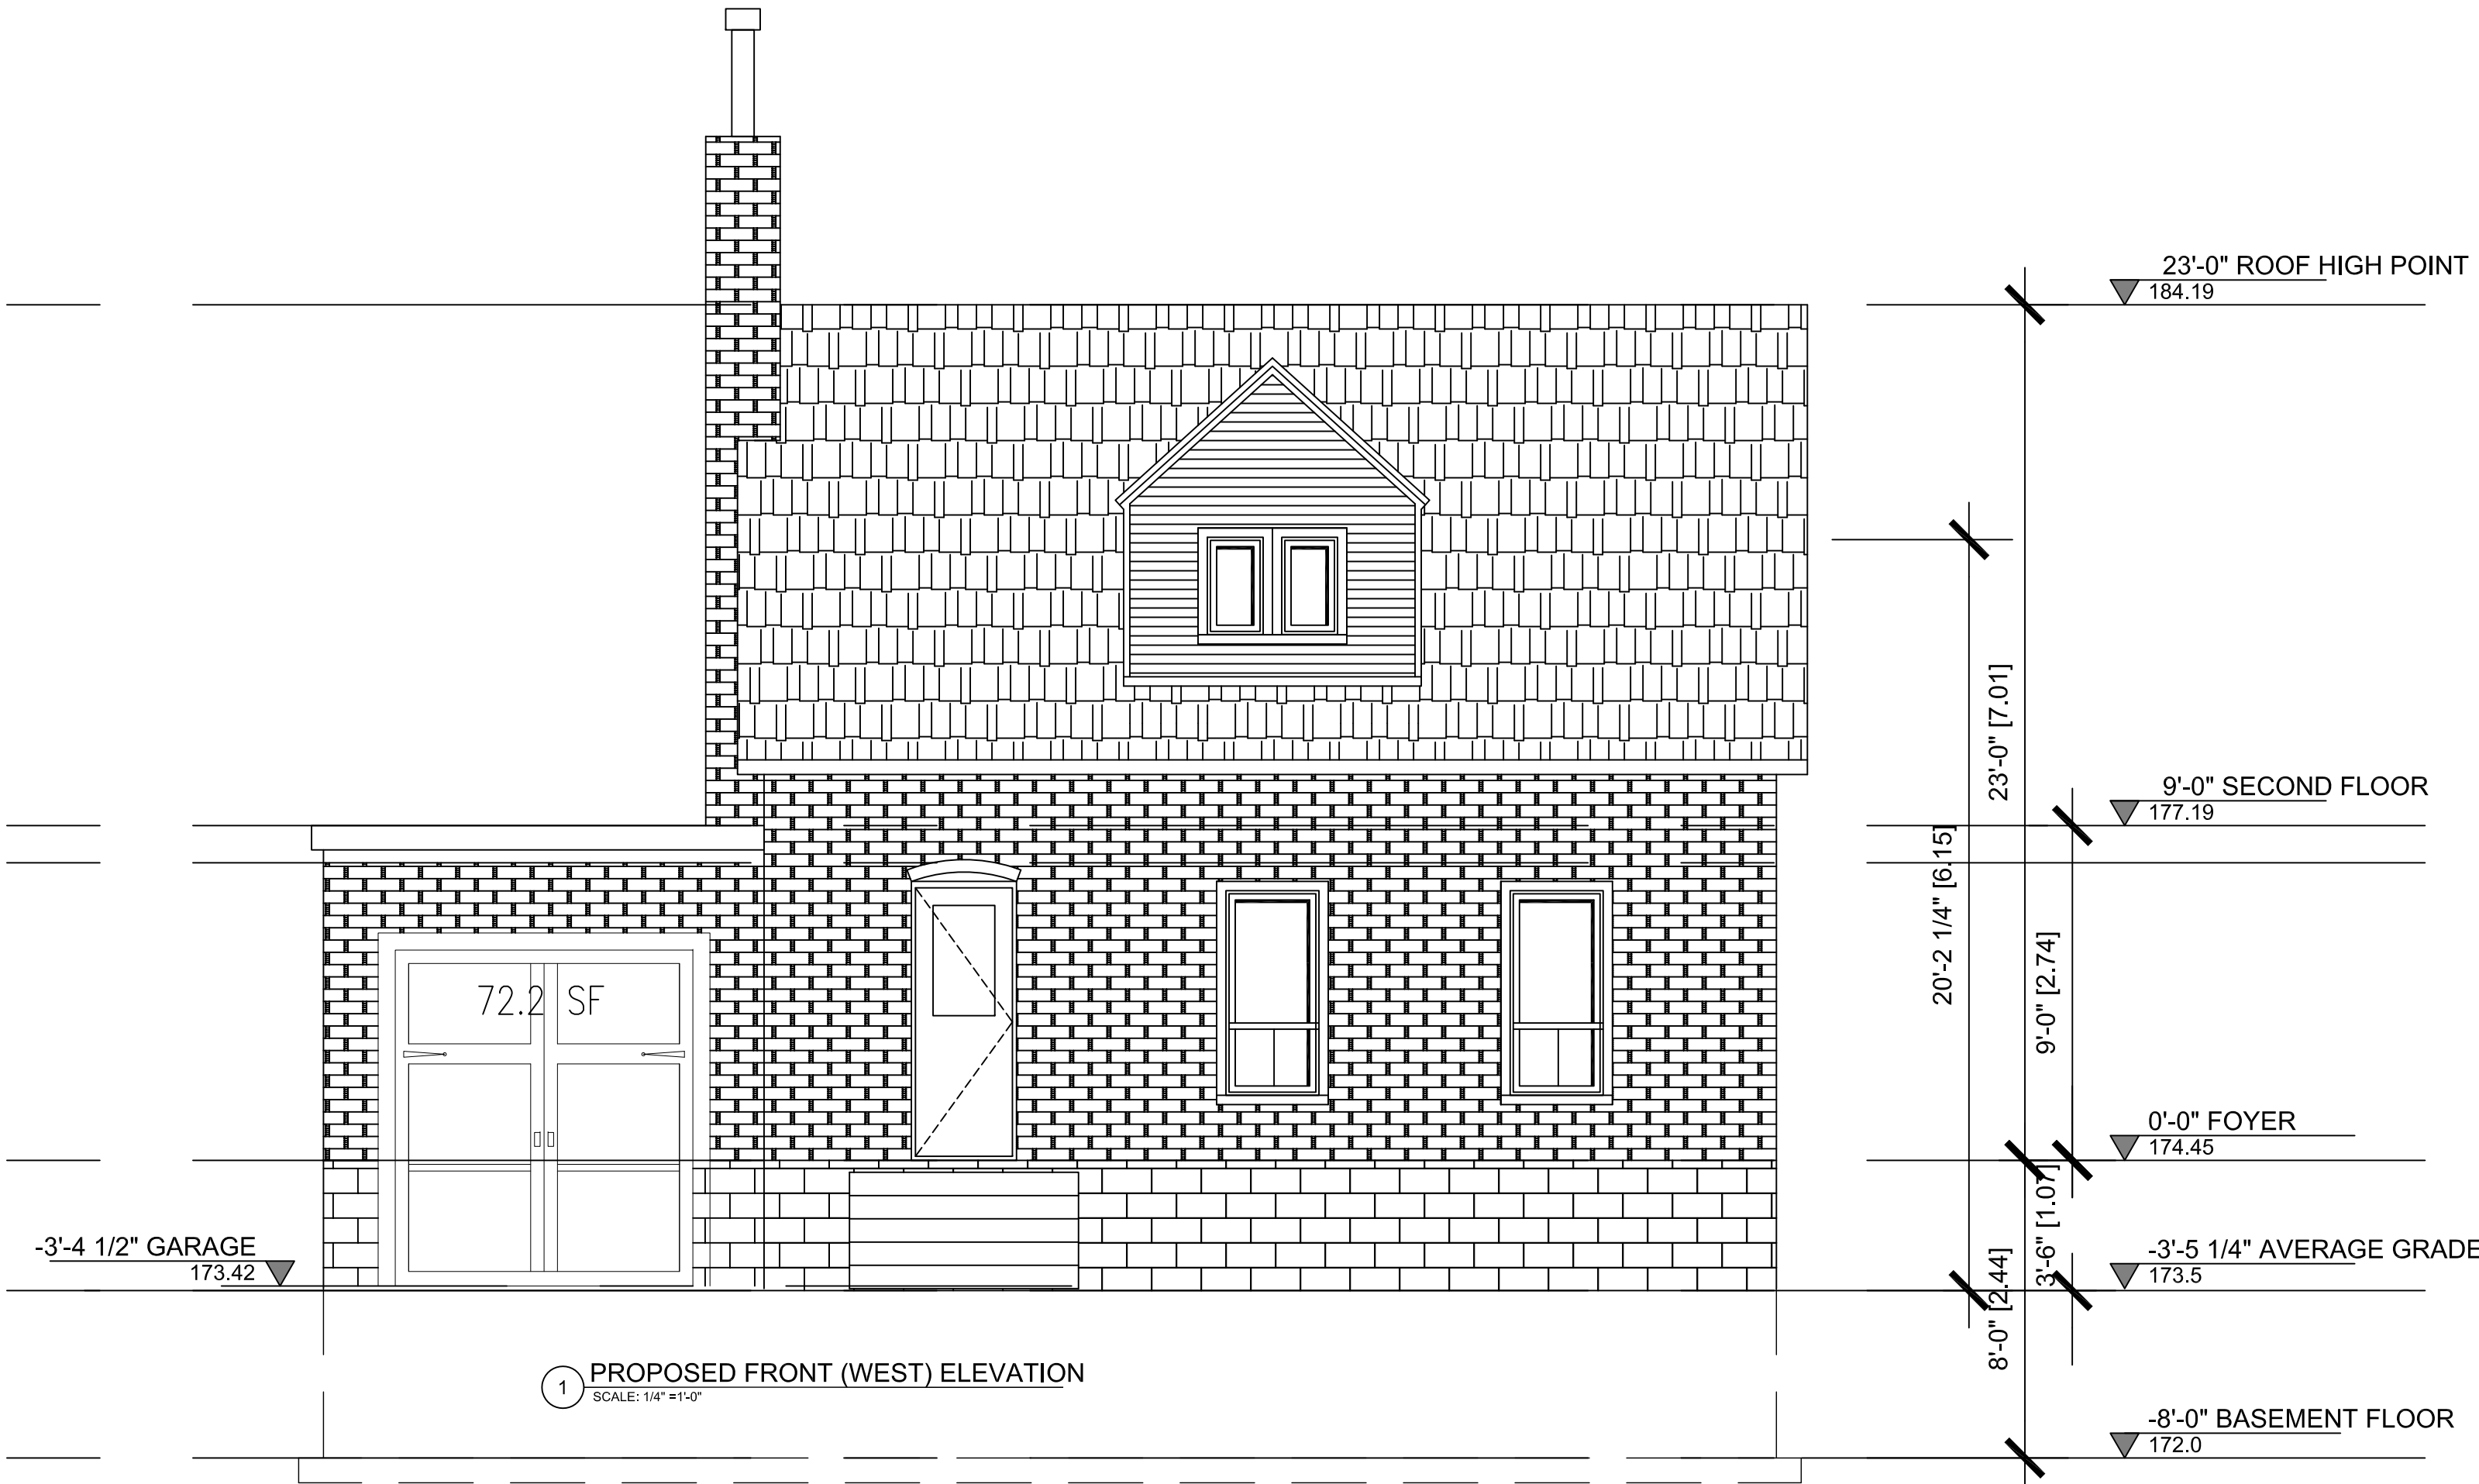 23'-0" ROOF HIGH POINT
184.19
23'-0" [7.01]
9'-0" SECOND FLOOR
177.19
20'-2 1/4" [6.15]
9'-0" [2.74]
72.2 SF
0'-0" FOYER
174.45
3'-6" [1.07]
-3'-4 1/2" GARAGE
173.42
-3'-5 1/4" AVERAGE GRADE
173.5
8'-0" [2.44]
1 PROPOSED FRONT (WEST) ELEVATION
SCALE: 1/4" =1'-0"
-8'-0" BASEMENT FLOOR
172.0